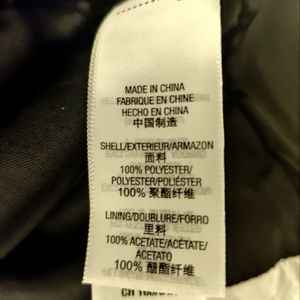 MADE IN CHINA
FABRIQUE EN CHINE
HECHO EN CHINA
中国制造
SHELL/EXTERIEUR/ARMAZON
面料
100% POLYESTER/
POLYESTER/POLIÉSTER
100% 聚酯纤维
LINING/DOUBLURE/FORRO
里料
100% ACETATE/ACÉTATE/
ACETATO
100% 醋酯纤维